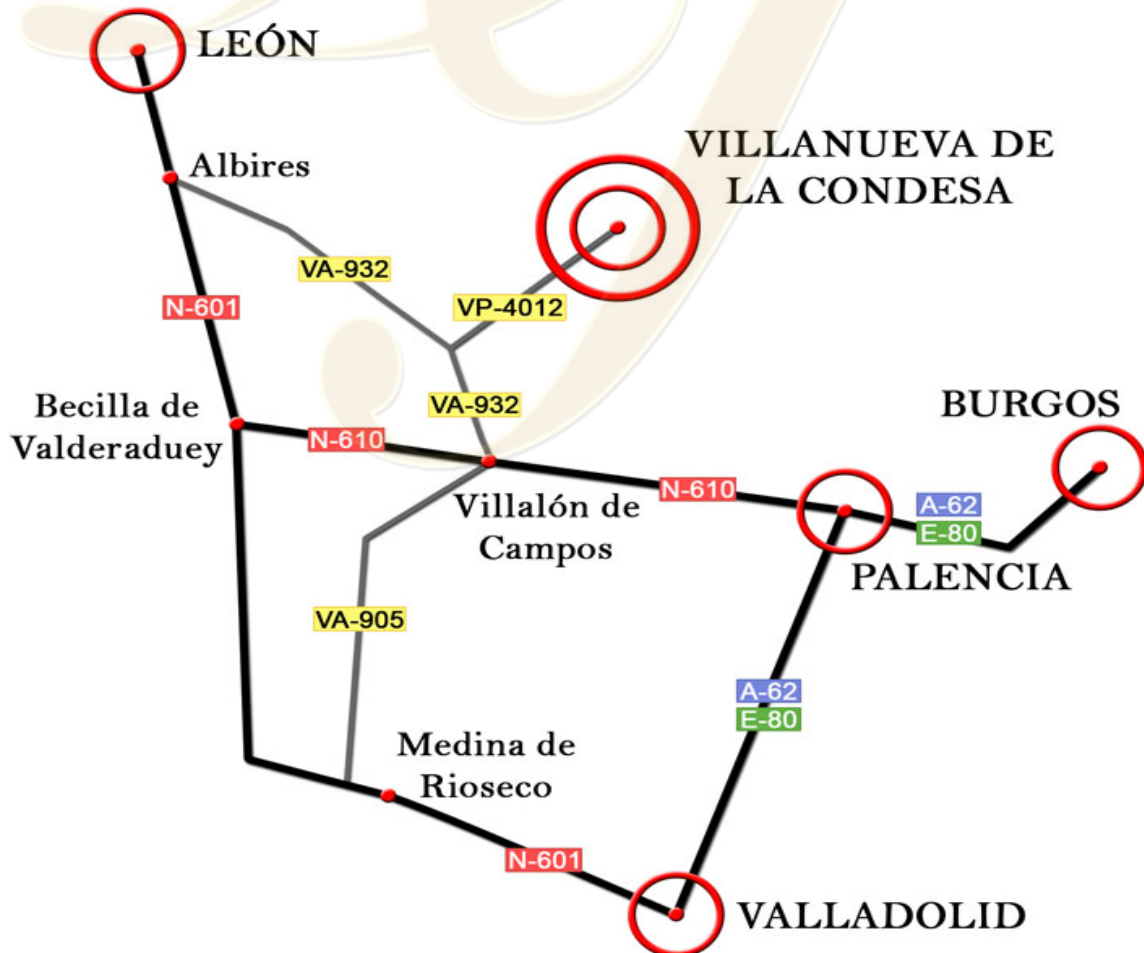 LEÓN
VILLANUEVA DE
LA CONDESA
Albires
VA-932
N-601
VP-4012
VA-932
Becilla de
Valderaduey
BURGOS
N-610
N-610
Villalón de
Campos
A-62
E-80
PALENCIA
VA-905
A-62
E-80
Medina de
Rioseco
N-601
VALLADOLID